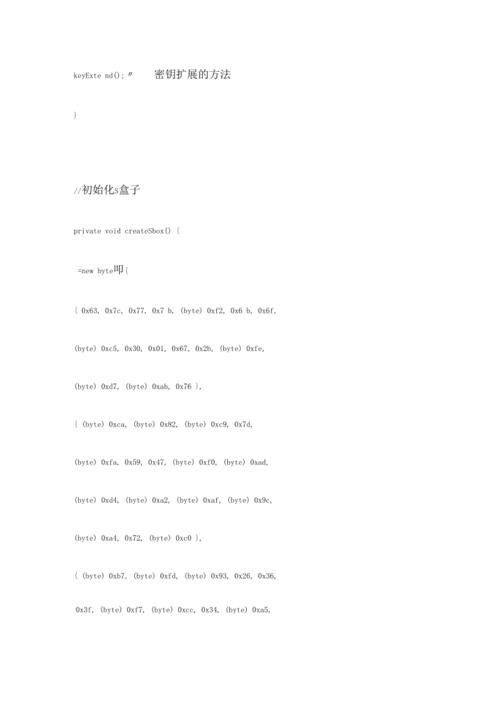 keyExte nd(); 〃 密钥扩展的方法
}
//初始化S盒子
private void createSbox() {
=new byte叩{
{ 0x63, 0x7c, 0x77, 0x7 b, (byte) 0xf2, 0x6 b, 0x6f,
(byte) 0xc5, 0x30, 0x01, 0x67, 0x2b, (byte) 0xfe,
(byte) 0xd7, (byte) 0xab, 0x76 },
{ (byte) 0xca, (byte) 0x82, (byte) 0xc9, 0x7d,
(byte) 0xfa, 0x59, 0x47, (byte) 0xf0, (byte) 0xad,
(byte) 0xd4, (byte) 0xa2, (byte) 0xaf, (byte) 0x9c,
(byte) 0xa4, 0x72, (byte) 0xc0 },
{ (byte) 0xb7, (byte) 0xfd, (byte) 0x93, 0x26, 0x36,
0x3f, (byte) 0xf7, (byte) 0xcc, 0x34, (byte) 0xa5,